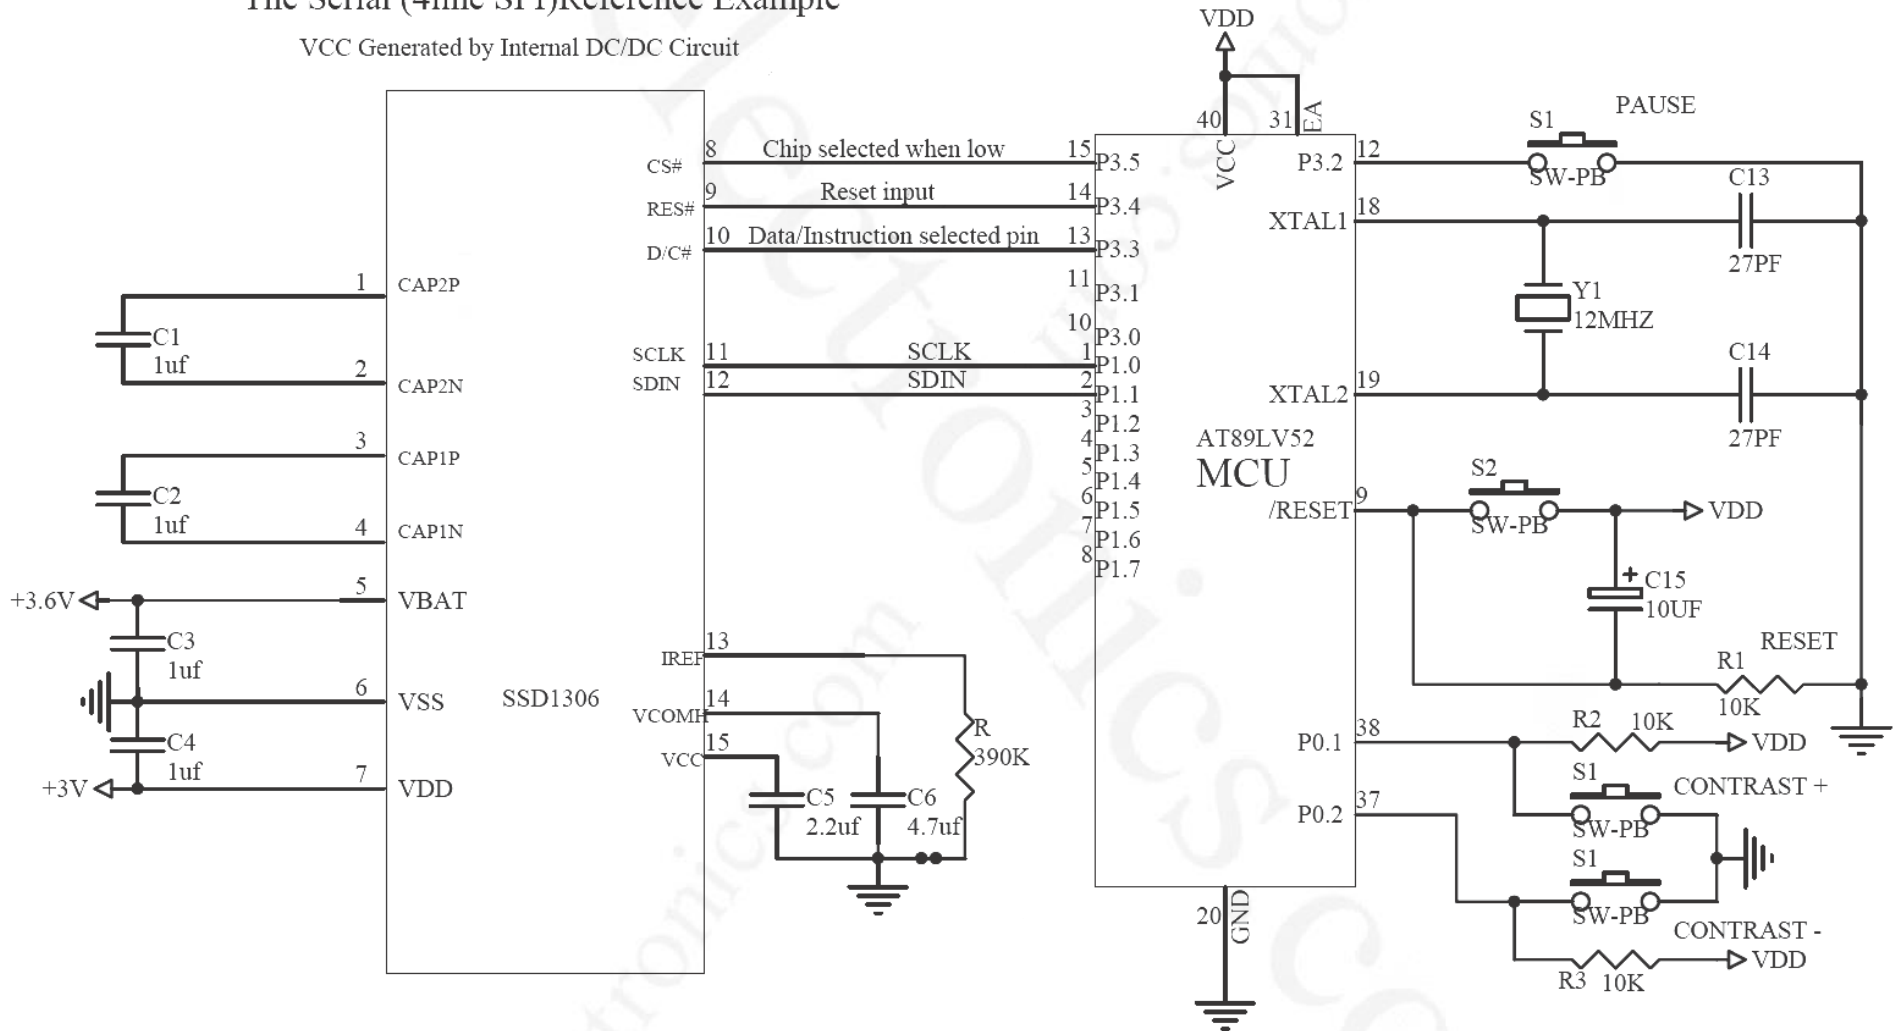 The Serial (4line SPI)Reference Example
VCC Generated by Internal DC/DC Circuit
CS#
8
Chip selected when low
15
P3.5
RES#
9
Reset input
14
P3.4
D/C#
10
Data/Instruction selected pin
13
P3.3
11
P3.1
10
P3.0
SCLK
11
SCLK
1
P1.0
SDIN
12
SDIN
2
P1.1
3
P1.2
4
P1.3
5
P1.4
6
P1.5
7
P1.6
8
P1.7
1
CAP2P
C1
1uf
2
CAP2N
3
CAP1P
C2
1uf
4
CAP1N
+3.6V
5
VBAT
C3
1uf
6
VSS
C4
1uf
+3V
7
VDD
SSD1306
IREF
13
VCOMH
14
VCC
15
R
390K
C5
2.2uf
C6
4.7uf
VDD
40
VCC
31
EA
AT89LV52
MCU
20
GND
P3.2
12
S1
PAUSE
SW-PB
XTAL1
18
C13
27PF
Y1
12MHZ
XTAL2
19
C14
27PF
/RESET
9
S2
SW-PB
VDD
C15
10UF
RESET
R1
10K
P0.1
38
R2
10K
VDD
S1
CONTRAST +
SW-PB
P0.2
37
S1
SW-PB
CONTRAST -
VDD
R3
10K